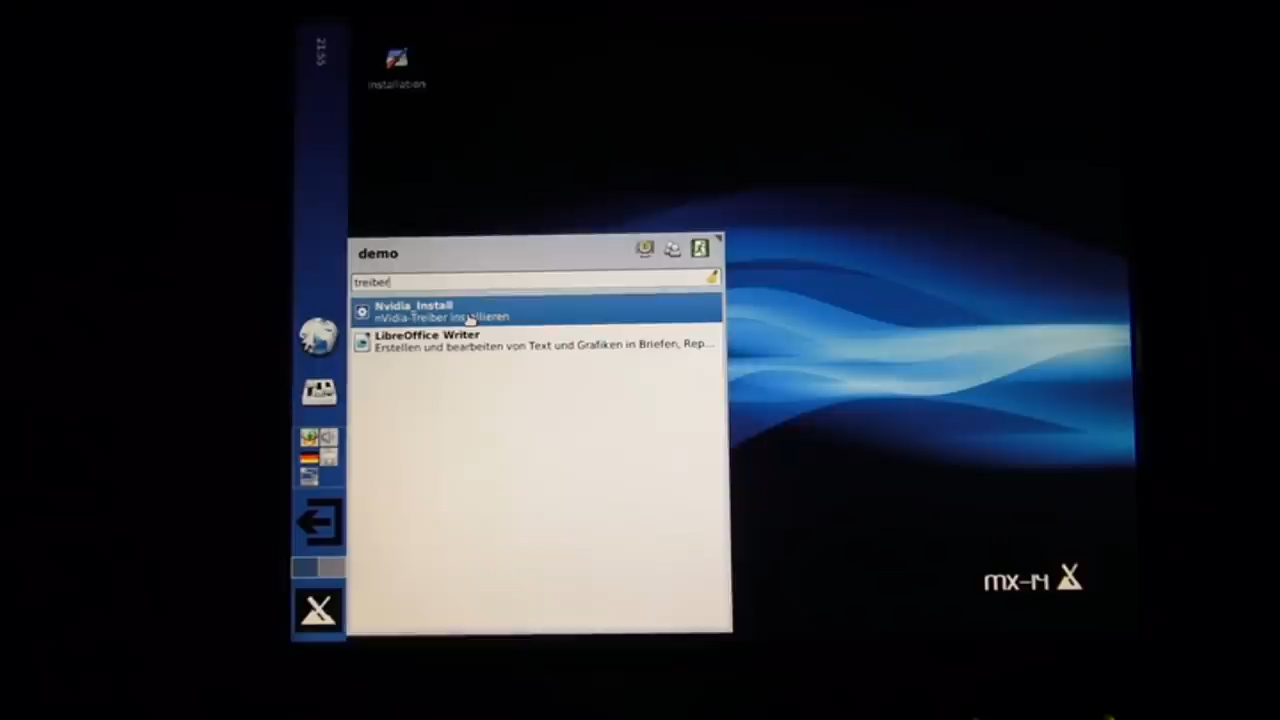 21:55
Installation
demo
treiber
Nvidia_Install
nVidia-Treiber installieren
LibreOffice Writer
Erstellen und bearbeiten von Text und Grafiken in Briefen, Rep...
mx-14